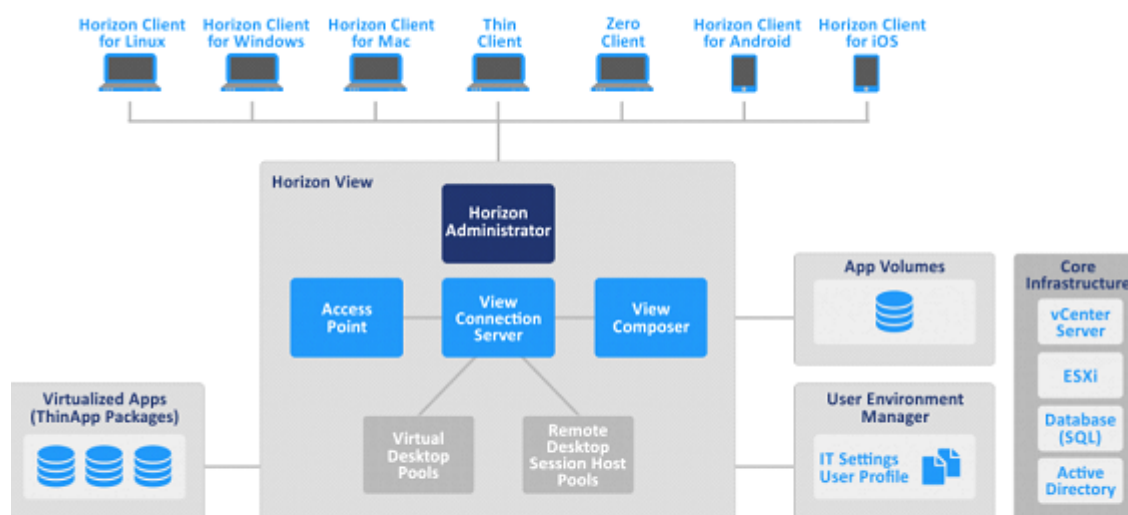 Horizon Client
for Linux
Horizon Client
for Windows
Horizon Client
for Mac
Thin
Client
Zero
Client
Horizon Client
for Android
Horizon Client
for iOS
Horizon View
Horizon
Administrator
Access
Point
View
Connection
Server
View
Composer
Virtual
Desktop
Pools
Remote
Desktop
Session Host
Pools
Virtualized Apps
(ThinApp Packages)
App Volumes
User Environment
Manager
IT Settings
User Profile
Core
Infrastructure
vCenter
Server
ESXi
Database
(SQL)
Active
Directory